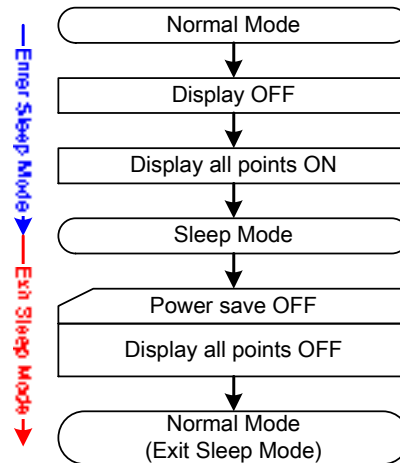 Normal Mode
Display OFF
Display all points ON
Sleep Mode
Power save OFF
Display all points OFF
Normal Mode
(Exit Sleep Mode)
Enter Sleep Mode
Exit Sleep Mode